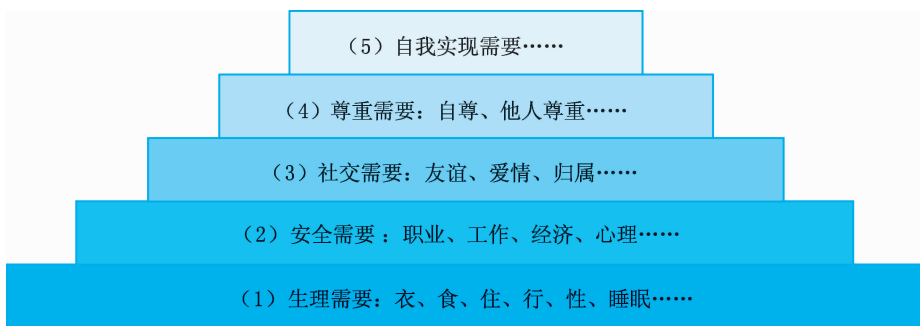 （5）自我实现需要……
（4）尊重需要：自尊、他人尊重……
（3）社交需要：友谊、爱情、归属……
（2）安全需要：职业、工作、经济、心理……
（1）生理需要：衣、食、住、行、性、睡眠……